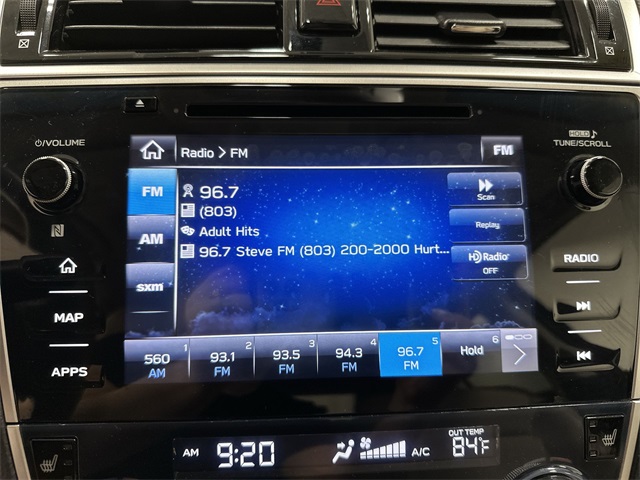 ⏻/VOLUME
HOLD ♪
TUNE/SCROLL
Radio > FM
FM
FM
AM
sxm
96.7
(803)
Adult Hits
96.7 Steve FM (803) 200-2000 Hurt...
Scan
Replay
HD Radio
OFF
MAP
APPS
RADIO
1
560
AM
2
93.1
FM
3
93.5
FM
4
94.3
FM
5
96.7
FM
6
Hold
AM 9:20
A/C
OUT TEMP
84°F